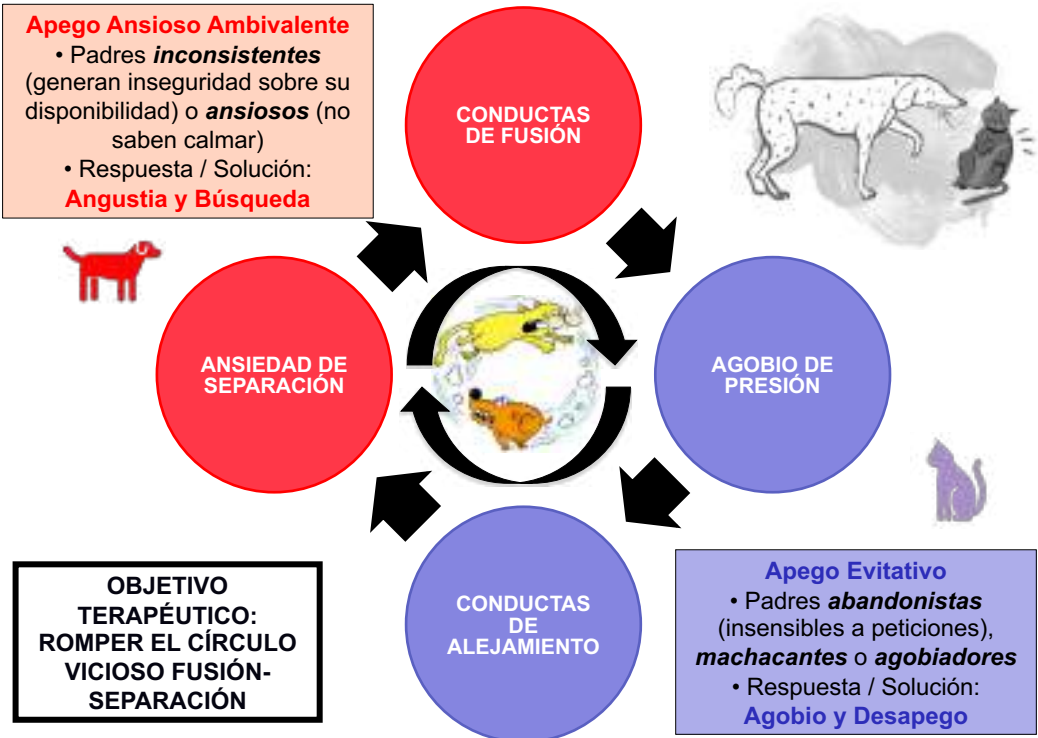 Apego Ansioso Ambivalente
• Padres inconsistentes
(generan inseguridad sobre su
disponibilidad) o ansiosos (no
saben calmar)
• Respuesta / Solución:
Angustia y Búsqueda
CONDUCTAS
DE FUSIÓN
ANSIEDAD DE
SEPARACIÓN
AGOBIO DE
PRESIÓN
CONDUCTAS
DE
ALEJAMIENTO
OBJETIVO
TERAPÉUTICO:
ROMPER EL CÍRCULO
VICIOSO FUSIÓN-
SEPARACIÓN
Apego Evitativo
• Padres abandonistas
(insensibles a peticiones),
machacantes o agobiadores
• Respuesta / Solución:
Agobio y Desapego